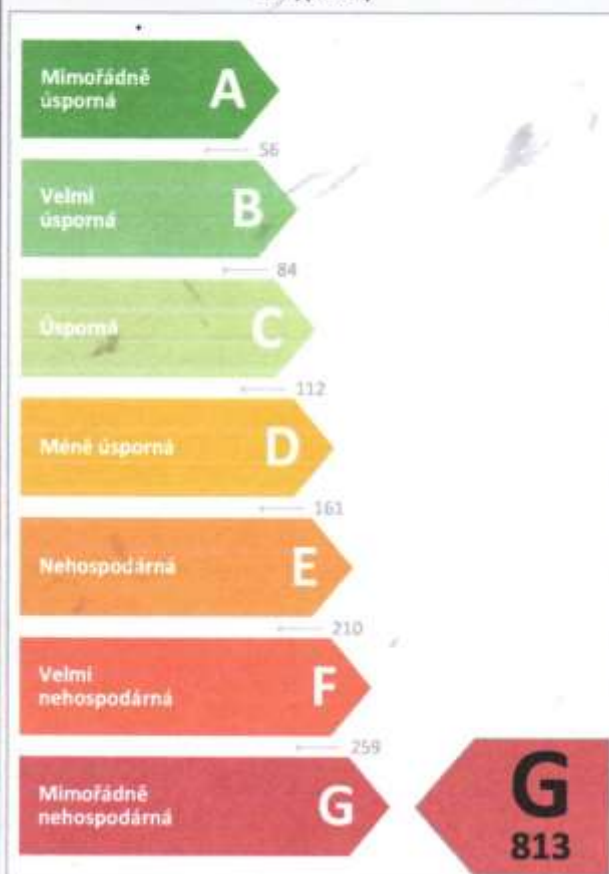 Mimořádně
úsporná
A
56
Velmi
úsporná
B
84
Úsporná
C
112
Méně úsporná
D
161
Nehospodárná
E
210
Velmi
nehospodárná
F
259
Mimořádně
nehospodárná
G
G
813